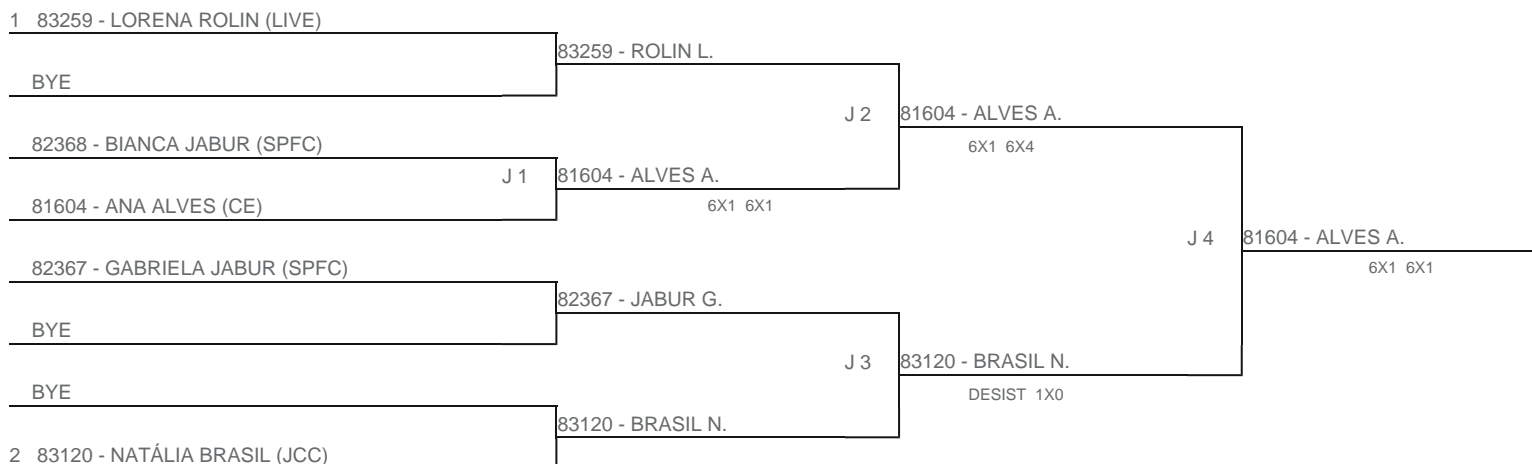 1 83259 - LORENA ROLIN (LIVE)
83259 - ROLIN L.
BYE
J 2 81604 - ALVES A.
82368 - BIANCA JABUR (SPFC)
6X1 6X4
J 1 81604 - ALVES A.
81604 - ANA ALVES (CE)
6X1 6X1
J 4 81604 - ALVES A.
82367 - GABRIELA JABUR (SPFC)
6X1 6X1
82367 - JABUR G.
BYE
J 3 83120 - BRASIL N.
BYE
DESIST 1X0
83120 - BRASIL N.
2 83120 - NATÁLIA BRASIL (JCC)